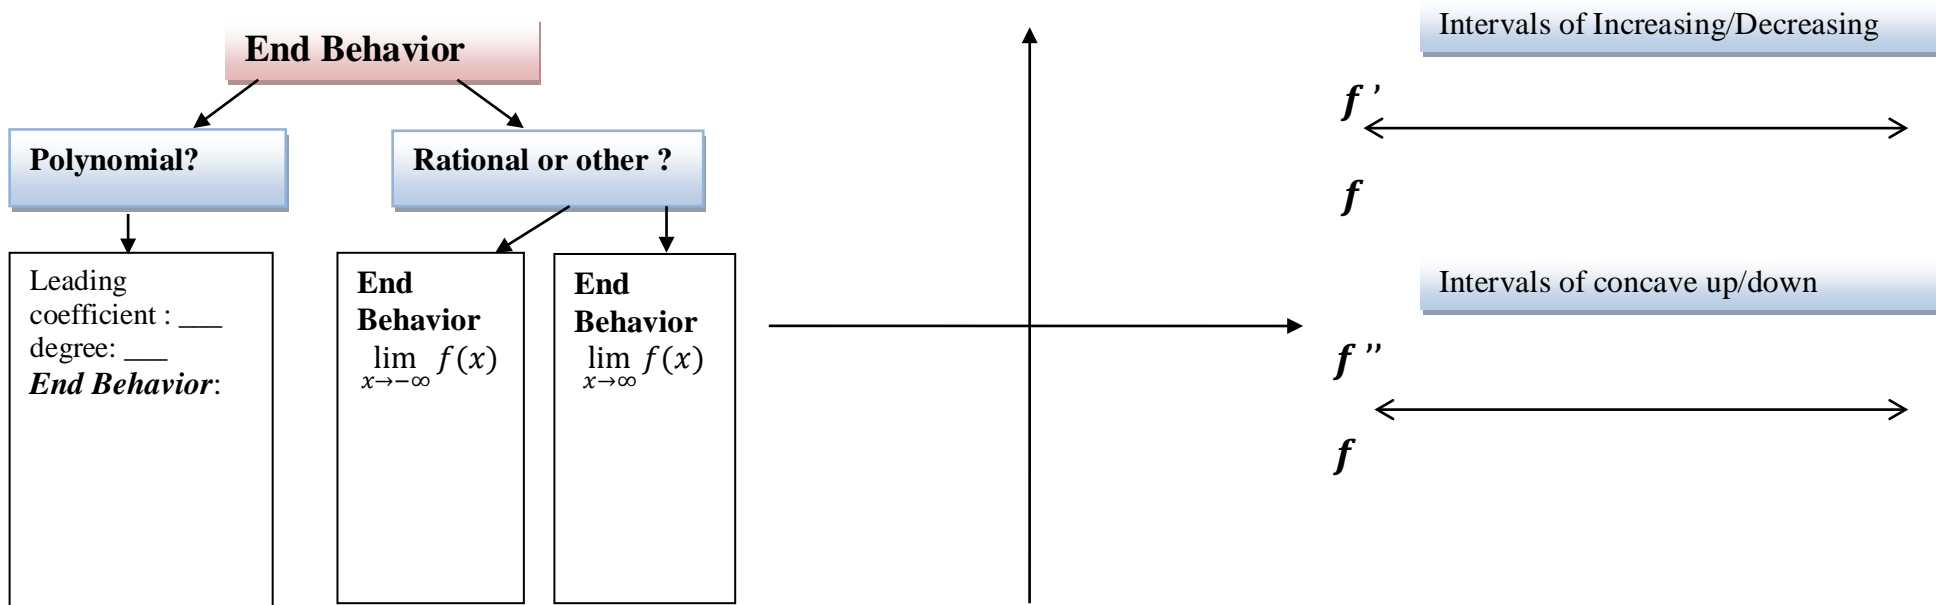 End Behavior
Polynomial?
Rational or other ?
Leading
coefficient : ___
degree: ___
End Behavior:
End
Behavior
lim f(x)
x→−∞
End
Behavior
lim f(x)
x→∞
Intervals of Increasing/Decreasing
f ’
f
Intervals of concave up/down
f ’’
f